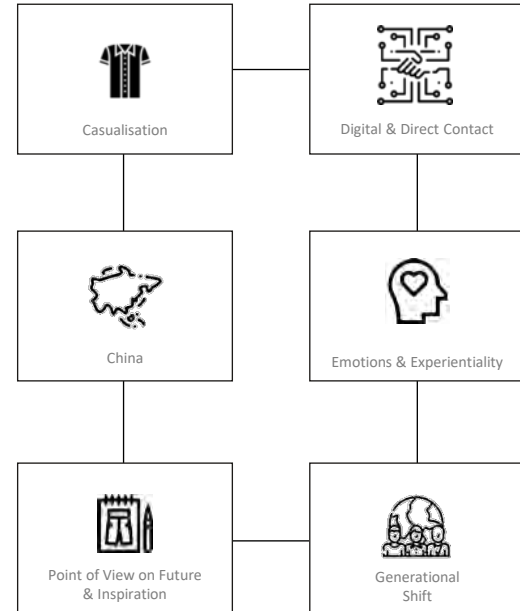 Casualisation
Digital & Direct Contact
China
Emotions & Experientiality
Point of View on Future
& Inspiration
Generational
Shift